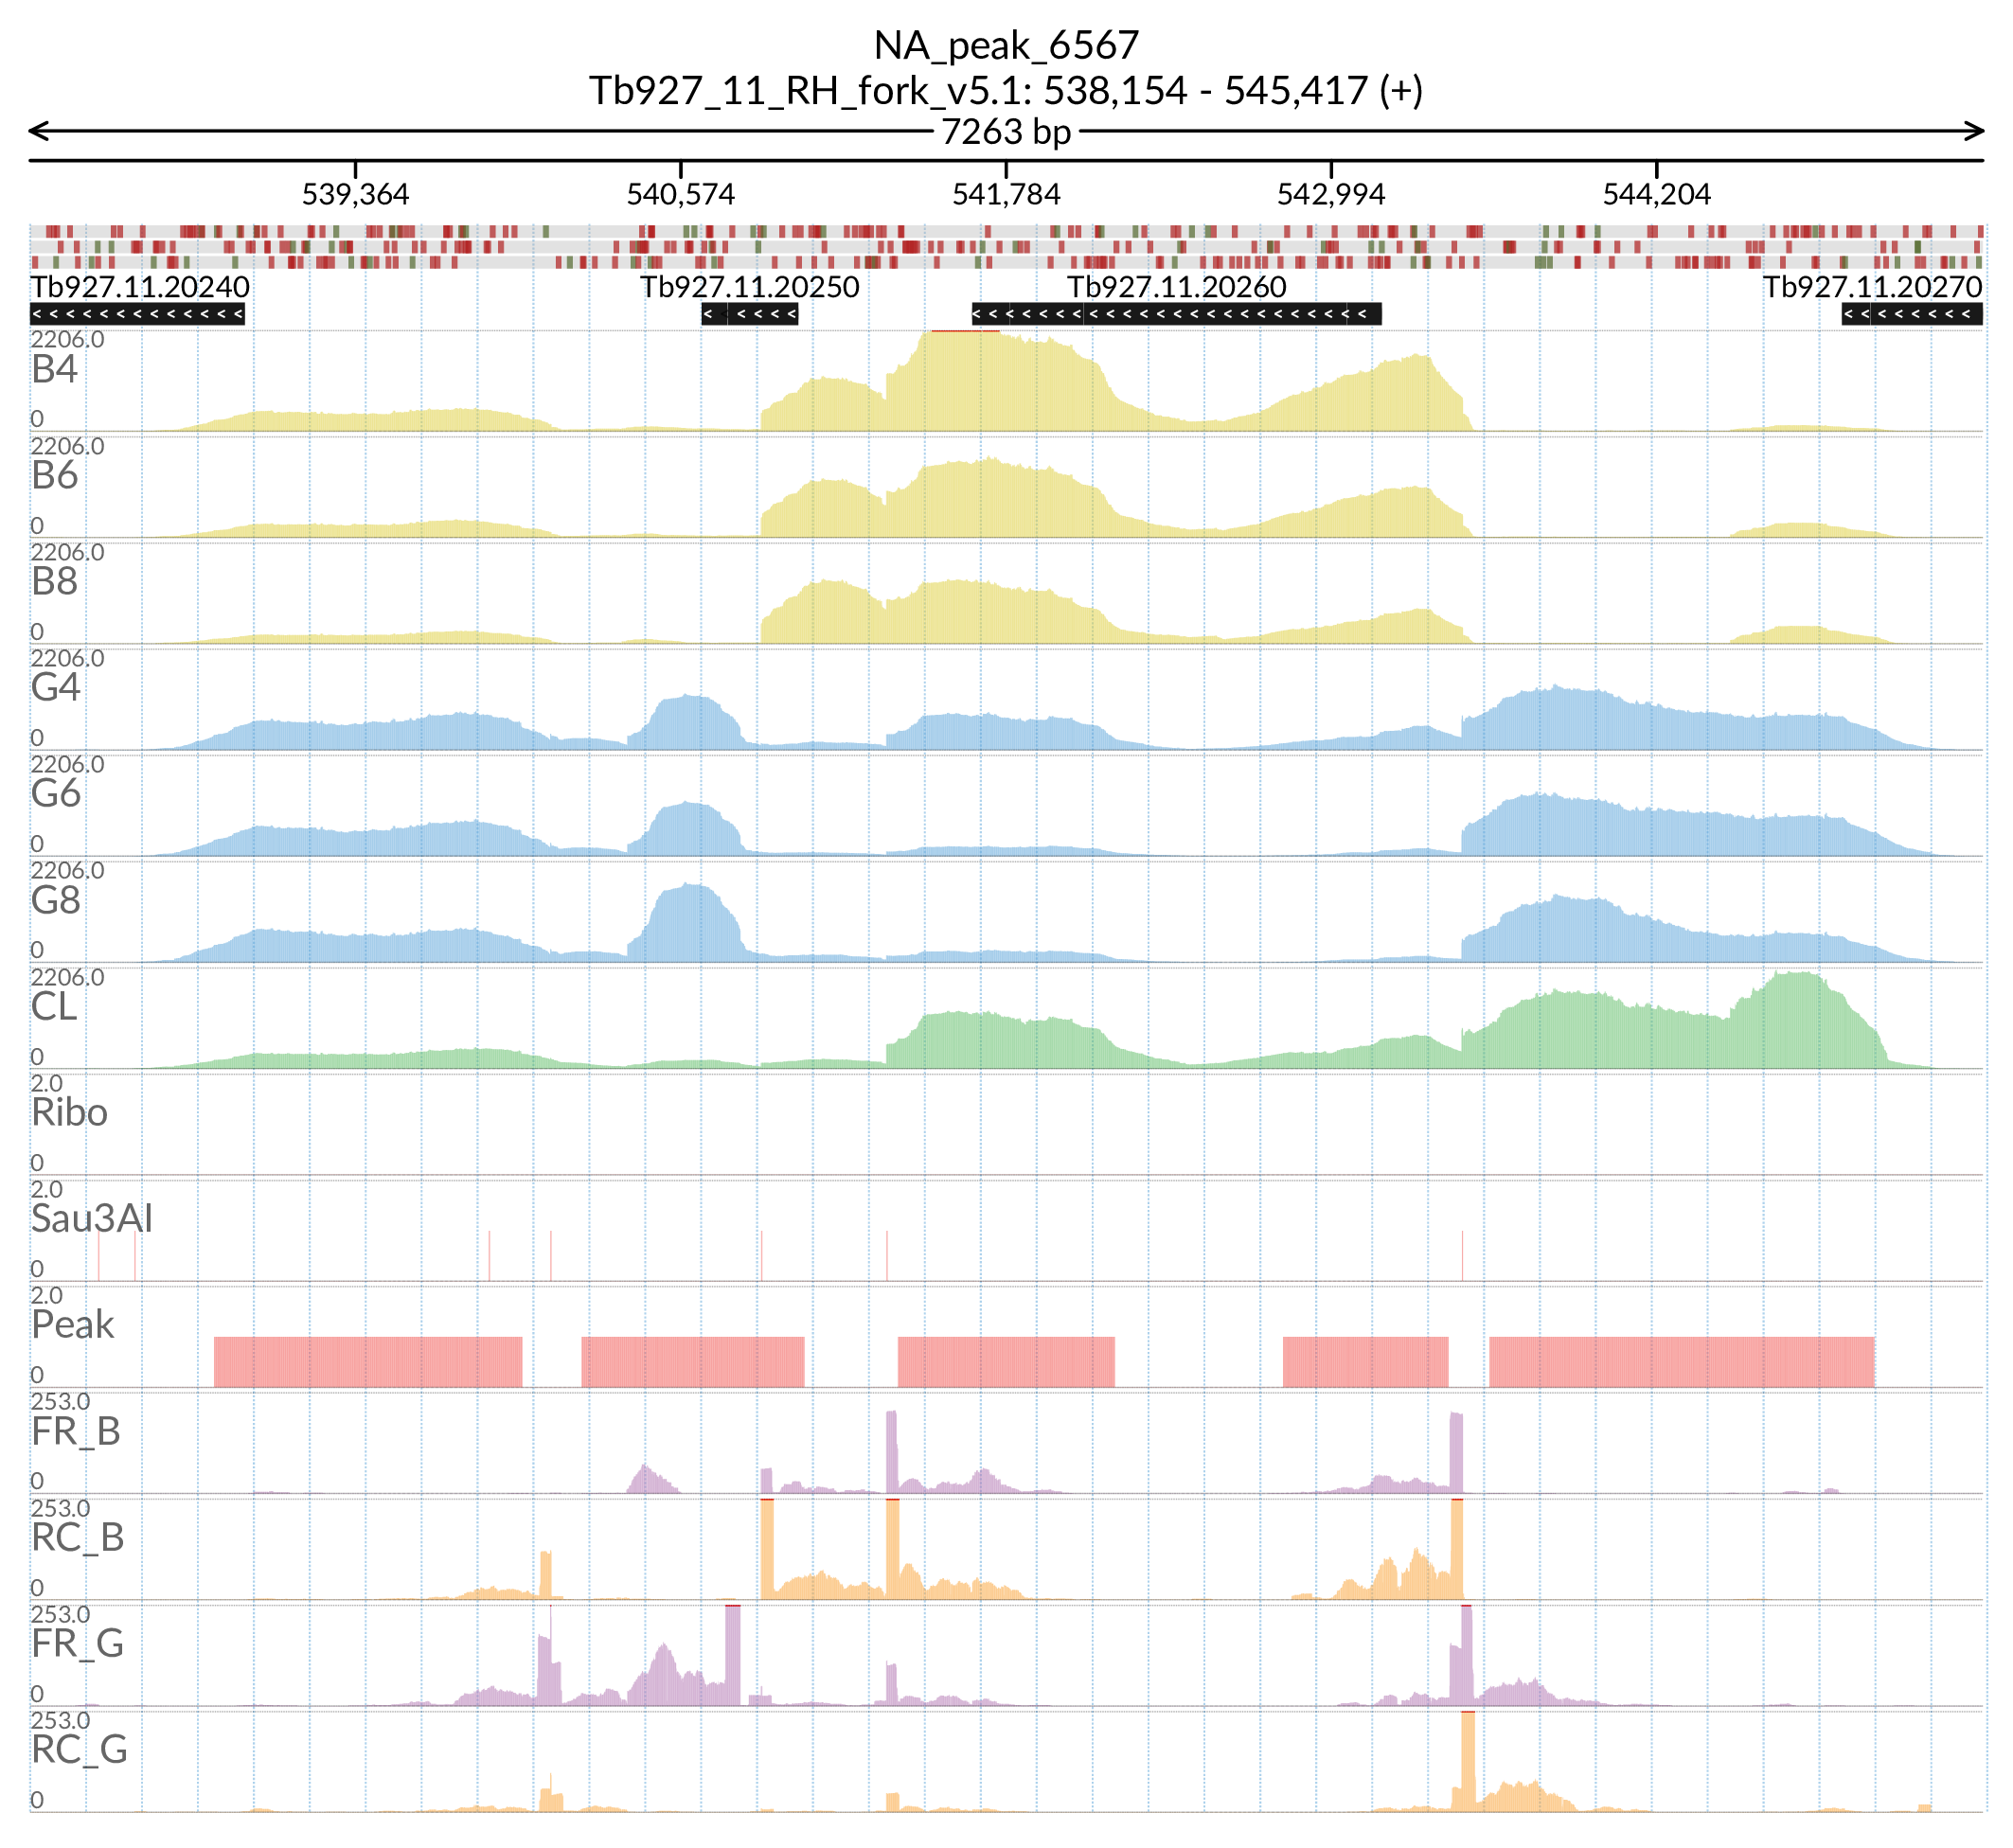 NA_peak_6567
Tb927_11_RH_fork_v5.1: 538,154 - 545,417 (+)
7263 bp
539,364 540,574 541,784 542,994 544,204
Tb927.11.20240 Tb927.11.20250 Tb927.11.20260 Tb927.11.20270
2206.0
B4
0
2206.0
B6
0
2206.0
B8
0
2206.0
G4
0
2206.0
G6
0
2206.0
G8
0
2206.0
CL
0
2.0
Ribo
0
2.0
Sau3AI
0
2.0
Peak
0
253.0
FR_B
0
253.0
RC_B
0
253.0
FR_G
0
253.0
RC_G
0